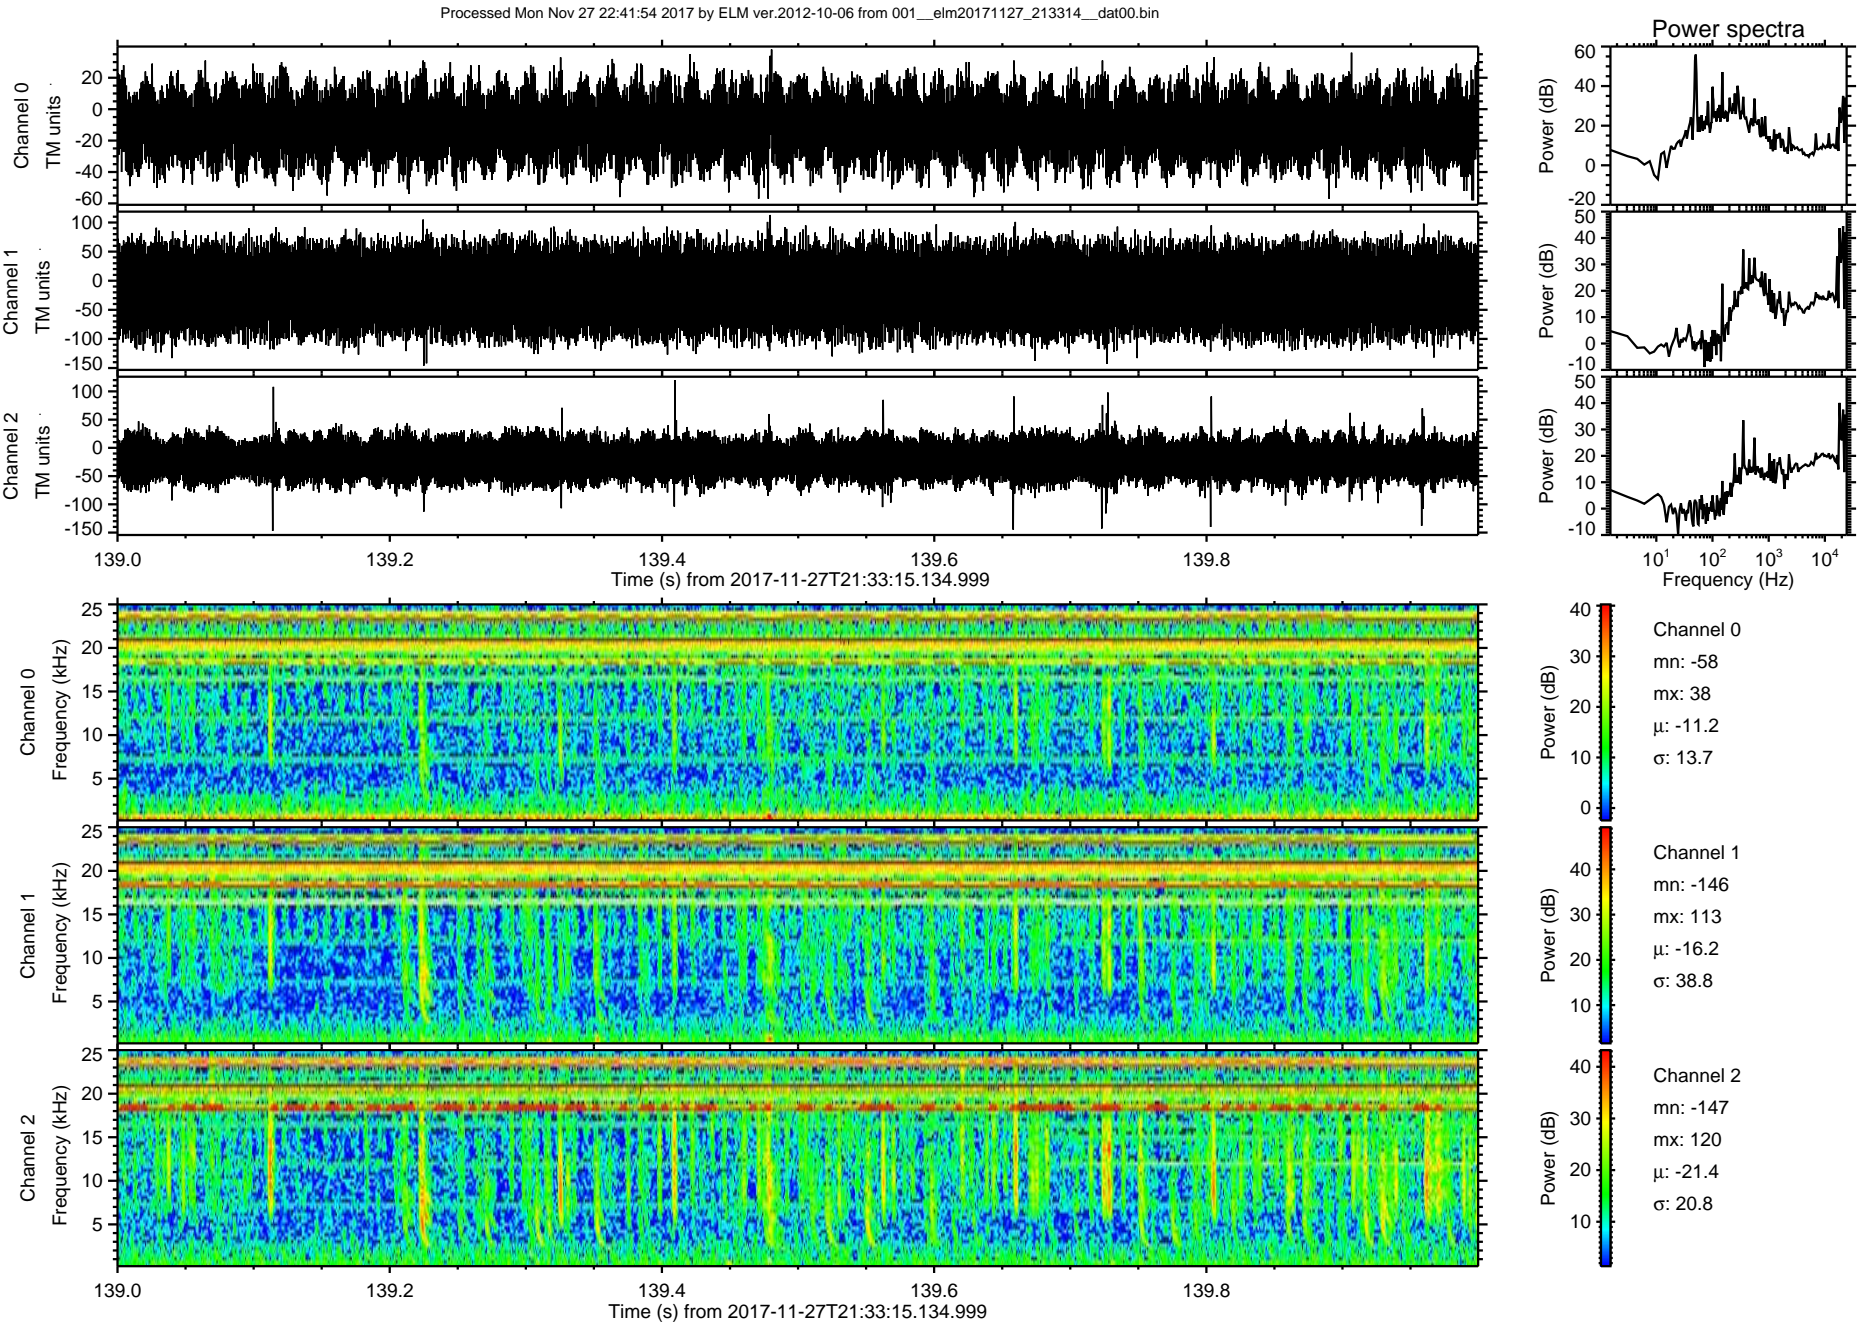 Processed Mon Nov 27 22:41:54 2017 by ELM ver.2012-10-06 from 001__elm20171127_213314__dat00.bin
Power spectra
Channel 0
TM units
20
0
-20
-40
-60
Power (dB)
60
40
20
0
-20
Channel 1
TM units
100
50
0
-50
-100
-150
Power (dB)
50
40
30
20
10
0
-10
Channel 2
TM units
100
50
0
-50
-100
-150
Power (dB)
50
40
30
20
10
0
-10
139.0 139.2 139.4 139.6 139.8
Time (s) from 2017-11-27T21:33:15.134.999
10¹ 10² 10³ 10⁴
Frequency (Hz)
Channel 0
Frequency (kHz)
25
20
15
10
5
Power (dB)
40
30
20
10
0
Channel 0
mn: -58
mx: 38
μ: -11.2
σ: 13.7
Channel 1
Frequency (kHz)
25
20
15
10
5
Power (dB)
40
30
20
10
Channel 1
mn: -146
mx: 113
μ: -16.2
σ: 38.8
Channel 2
Frequency (kHz)
25
20
15
10
5
Power (dB)
40
30
20
10
Channel 2
mn: -147
mx: 120
μ: -21.4
σ: 20.8
139.0 139.2 139.4 139.6 139.8
Time (s) from 2017-11-27T21:33:15.134.999